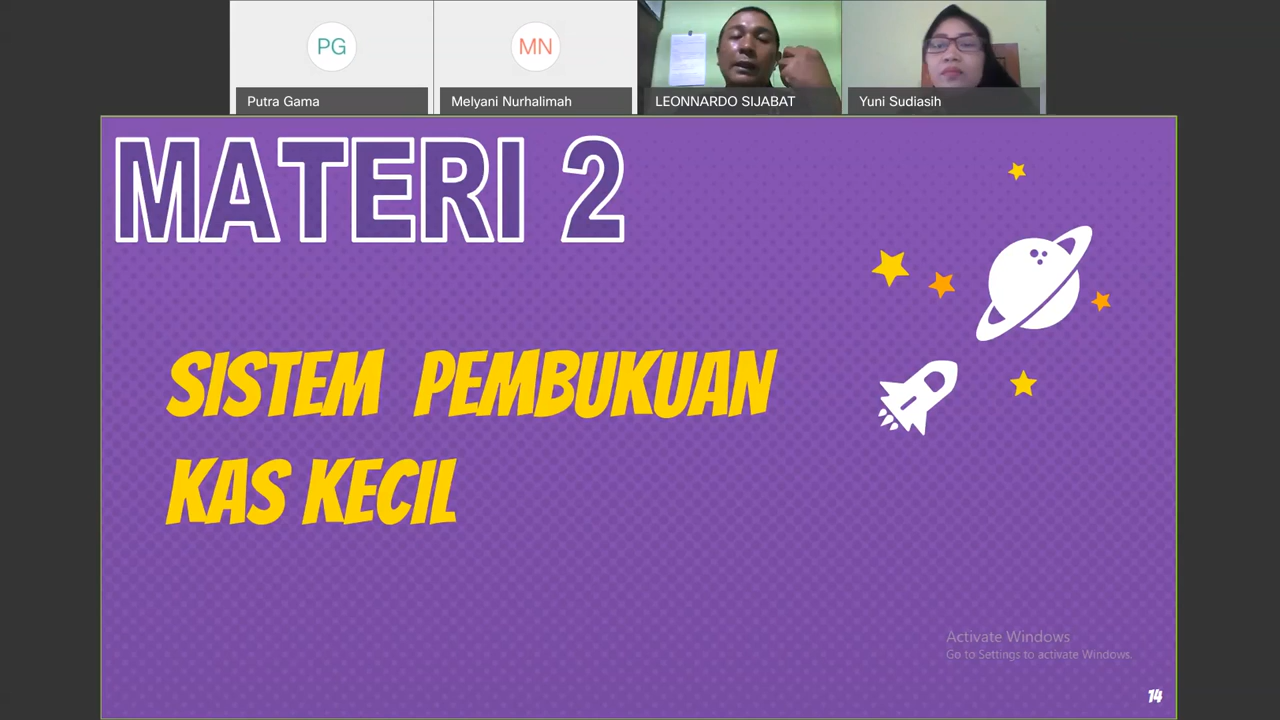 PG
MN
Putra Gama
Melyani Nurhalimah
LEONNARDO SIJABAT
Yuni Sudiasih
MATERI 2
SISTEM PEMBUKUAN
KAS KECIL
Activate Windows
Go to Settings to activate Windows.
14